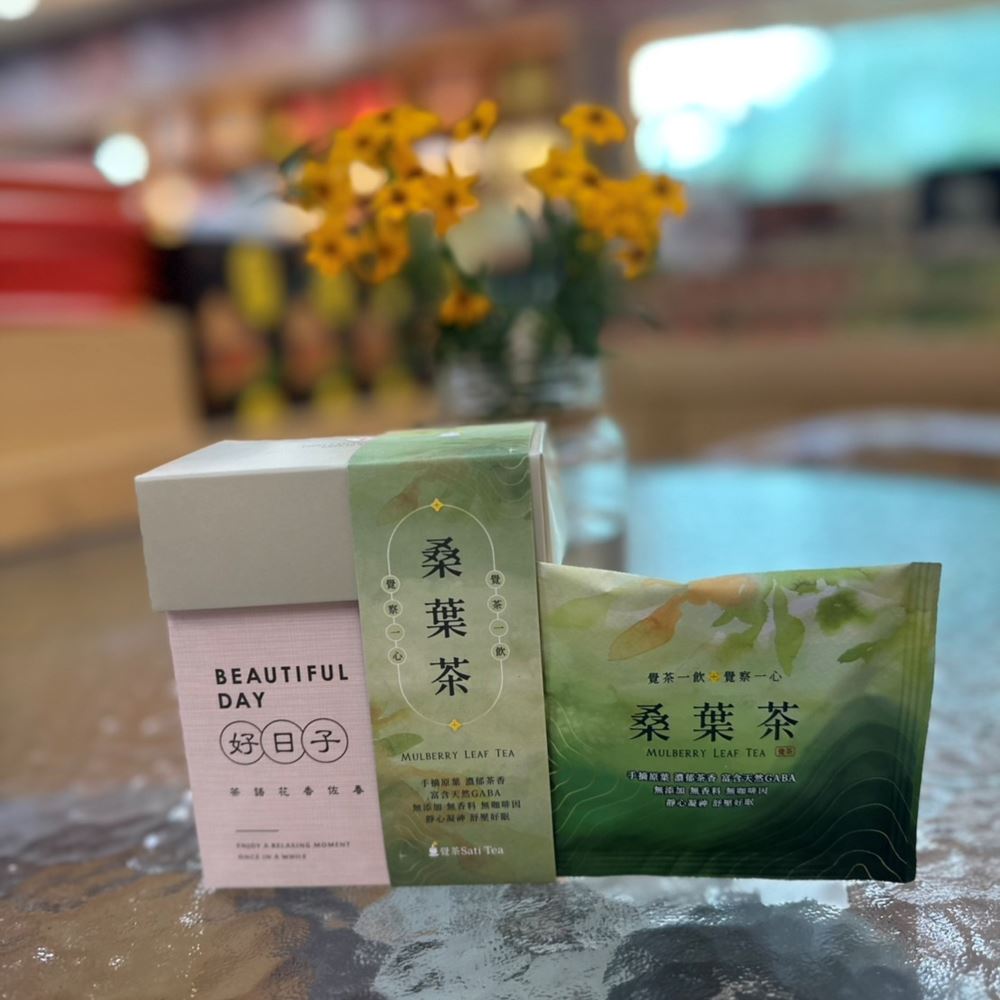 BEAUTIFUL
DAY
好日子
茶語花香佐春
ENJOY A RELAXING MOMENT
ONCE IN A WHILE
桑葉茶
覺察一心
覺茶一飲
MULBERRY LEAF TEA
手摘原葉 濃郁茶香
富含天然GABA
無添加 無香料 無咖啡因
靜心凝神 舒壓好眠
覺茶Sati Tea
覺茶一飲 覺察一心
桑葉茶
MULBERRY LEAF TEA 覺茶
手摘原葉 濃郁茶香 富含天然GABA
無添加 無香料 無咖啡因
靜心凝神 舒壓好眠